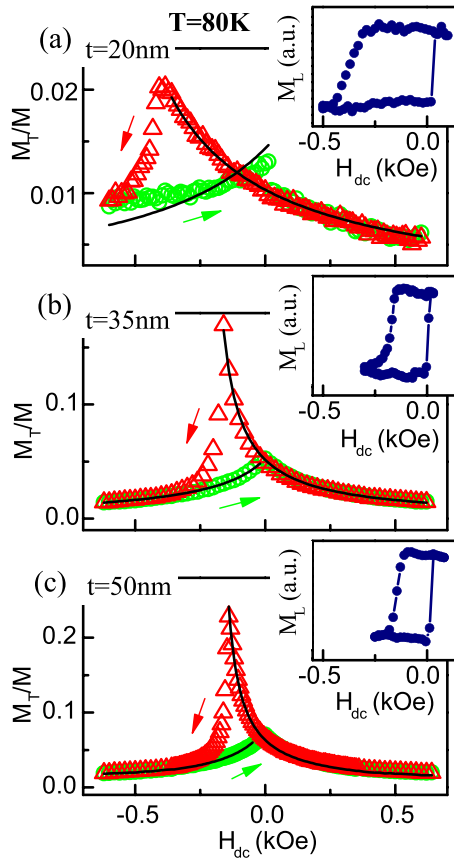 T=80K
(a)
t=20nm
M_T/M
0.02
0.01
M_L (a.u.)
-0.5 0.0
H_dc (kOe)
(b)
t=35nm
M_T/M
0.1
0.0
M_L (a.u.)
-0.5 0.0
H_dc (kOe)
(c)
t=50nm
M_T/M
0.2
0.1
0.0
M_L (a.u.)
-0.5 0.0
H_dc (kOe)
-0.5 0.0 0.5
H_dc (kOe)